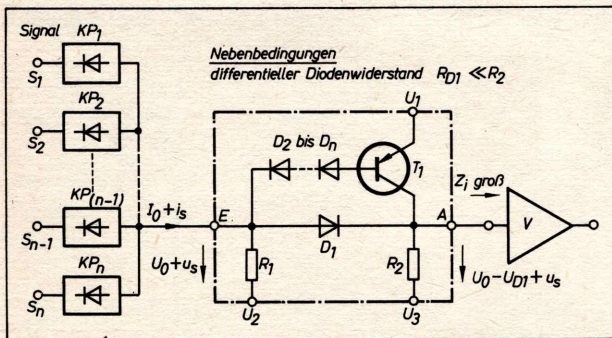 Signal
KP1
S1
KP2
S2
KP(n-1)
Sn-1
KPn
Sn
Nebenbedingungen
differentieller Diodenwiderstand RD1 ≪ R2
U1
D2 bis Dn
T1
I0+is
E
D1
A
Zi groß
V
U0+us
R1
R2
U0-UD1+us
U2
U3